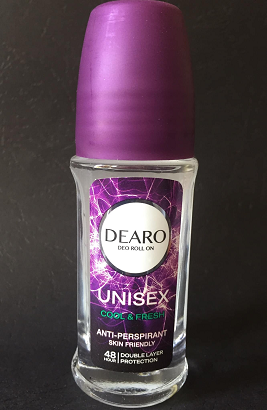 DEARO
DEO ROLL ON
UNISEX
COOL & FRESH
ANTI-PERSPIRANT
SKIN FRIENDLY
48 HOUR DOUBLE LAYER
PROTECTION